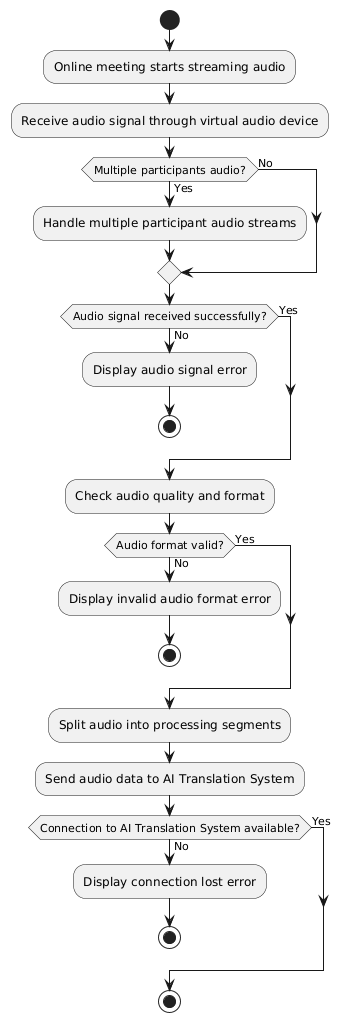 Online meeting starts streaming audio
Receive audio signal through virtual audio device
Multiple participants audio?
No
Yes
Handle multiple participant audio streams
Audio signal received successfully?
Yes
No
Display audio signal error
Check audio quality and format
Audio format valid?
Yes
No
Display invalid audio format error
Split audio into processing segments
Send audio data to AI Translation System
Connection to AI Translation System available?
Yes
No
Display connection lost error